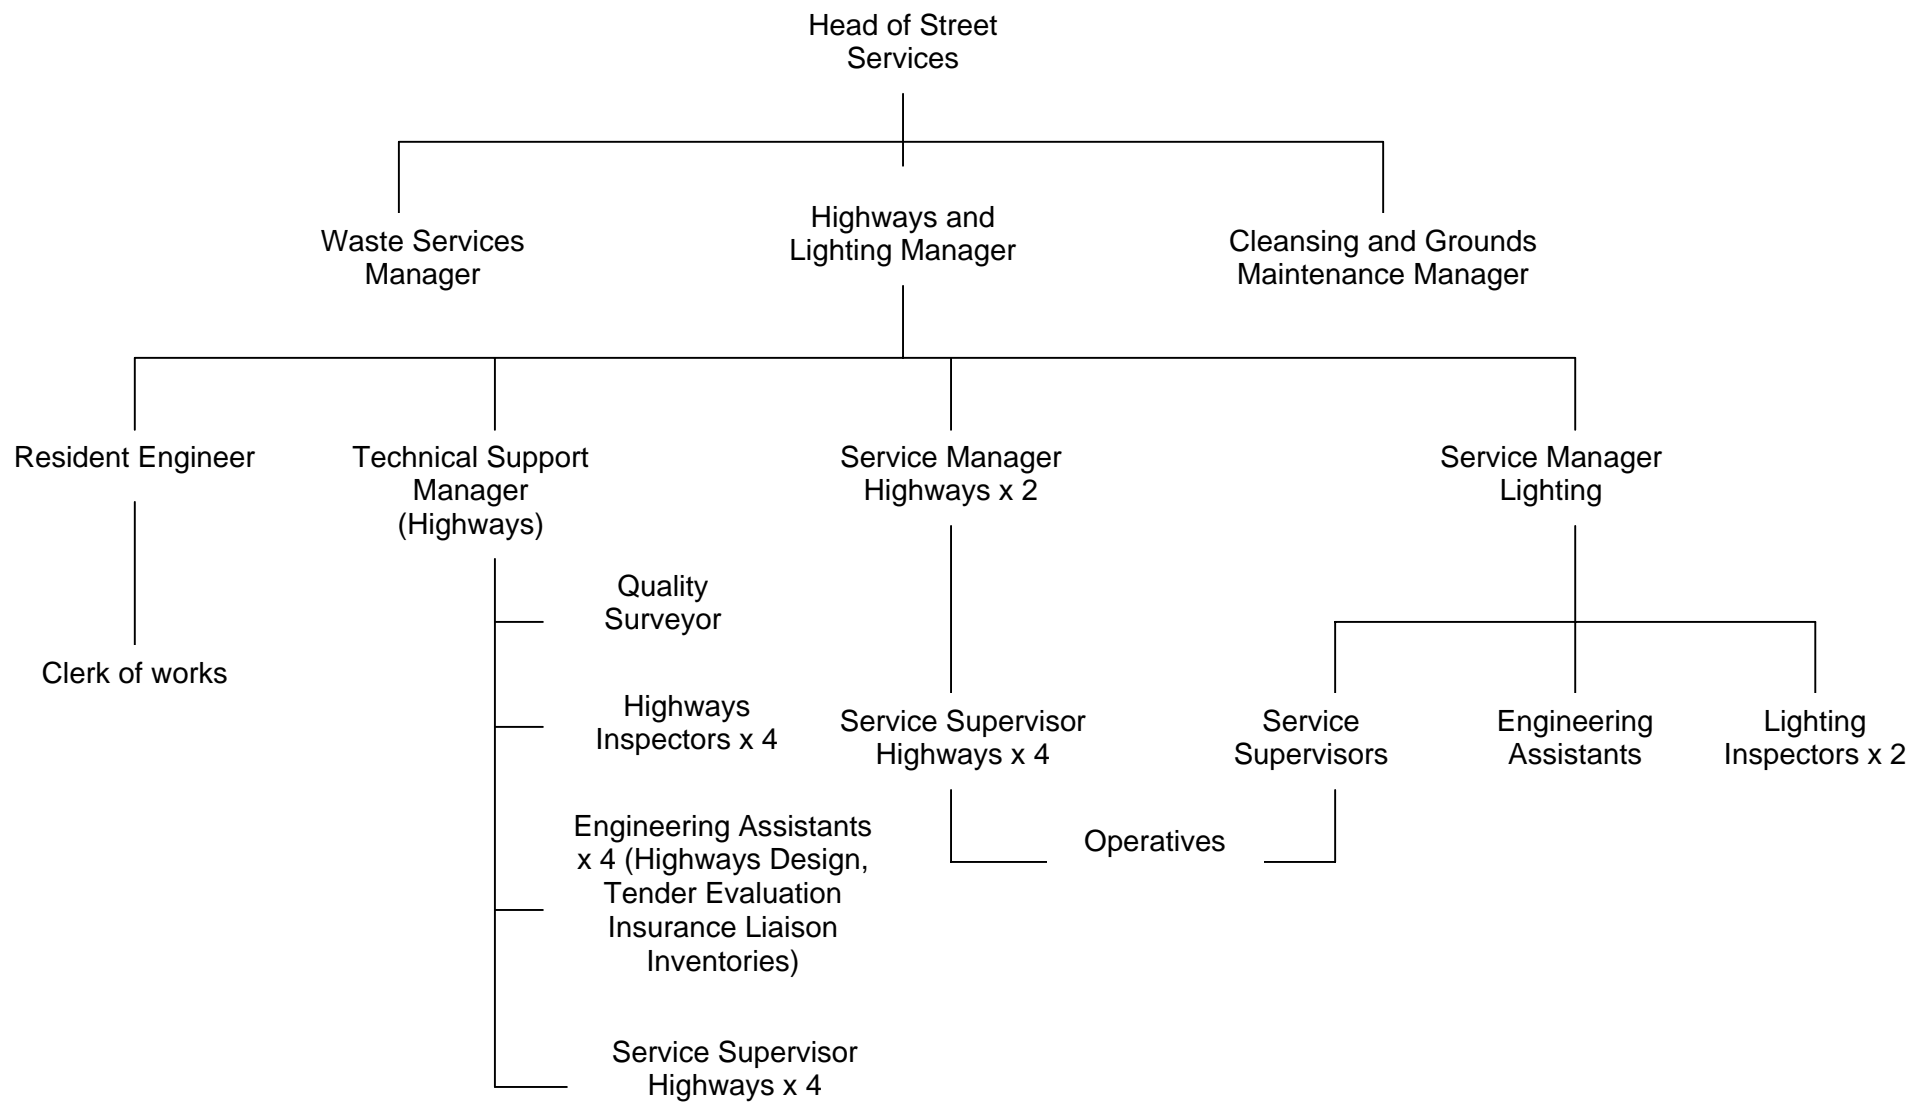 Head of Street
Services
Waste Services
Manager
Highways and
Lighting Manager
Cleansing and Grounds
Maintenance Manager
Resident Engineer
Technical Support
Manager
(Highways)
Service Manager
Highways x 2
Service Manager
Lighting
Quality
Surveyor
Clerk of works
Highways
Inspectors x 4
Service Supervisor
Highways x 4
Service
Supervisors
Engineering
Assistants
Lighting
Inspectors x 2
Engineering Assistants
x 4 (Highways Design,
Tender Evaluation
Insurance Liaison
Inventories)
Operatives
Service Supervisor
Highways x 4